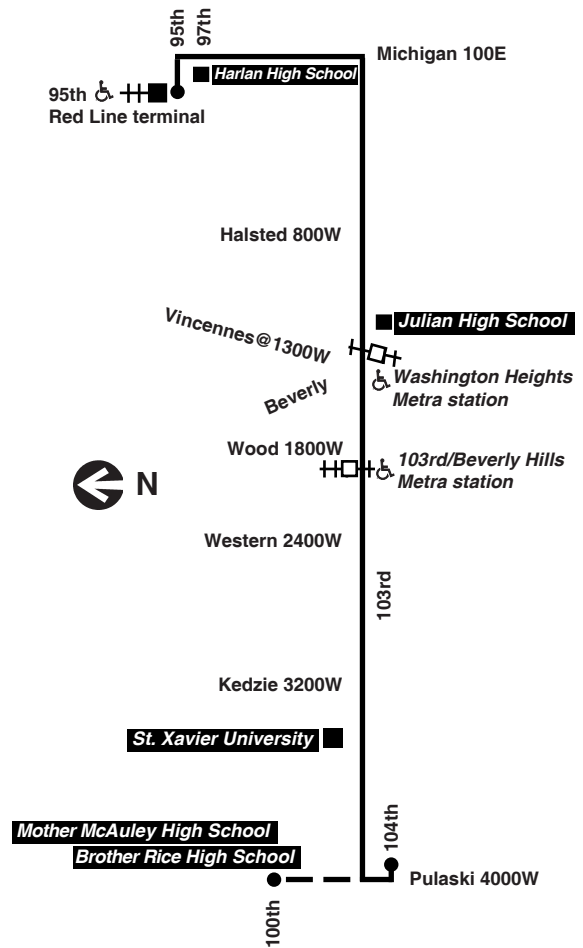 95th
97th
Michigan 100E
Harlan High School
95th
Red Line terminal
Halsted 800W
Julian High School
Vincennes@1300W
Washington Heights
Metra station
Beverly
Wood 1800W
103rd/Beverly Hills
Metra station
N
Western 2400W
103rd
Kedzie 3200W
St. Xavier University
Mother McAuley High School
Brother Rice High School
104th
Pulaski 4000W
100th